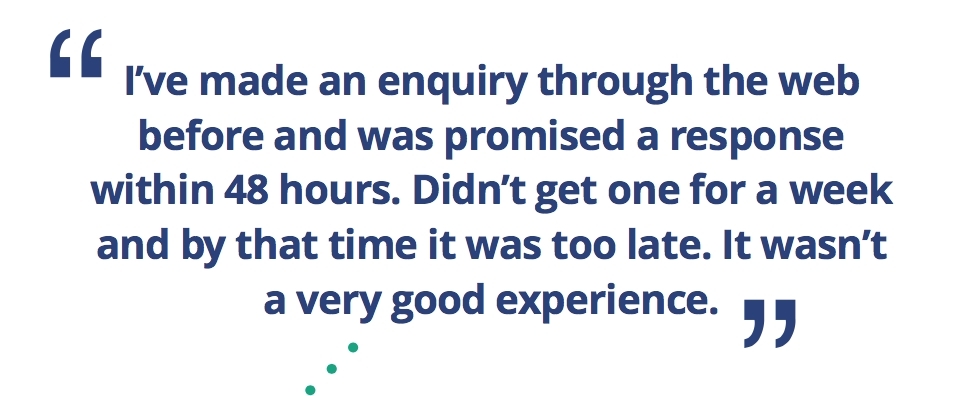 “ I’ve made an enquiry through the web
before and was promised a response
within 48 hours. Didn’t get one for a week
and by that time it was too late. It wasn’t
a very good experience. ”